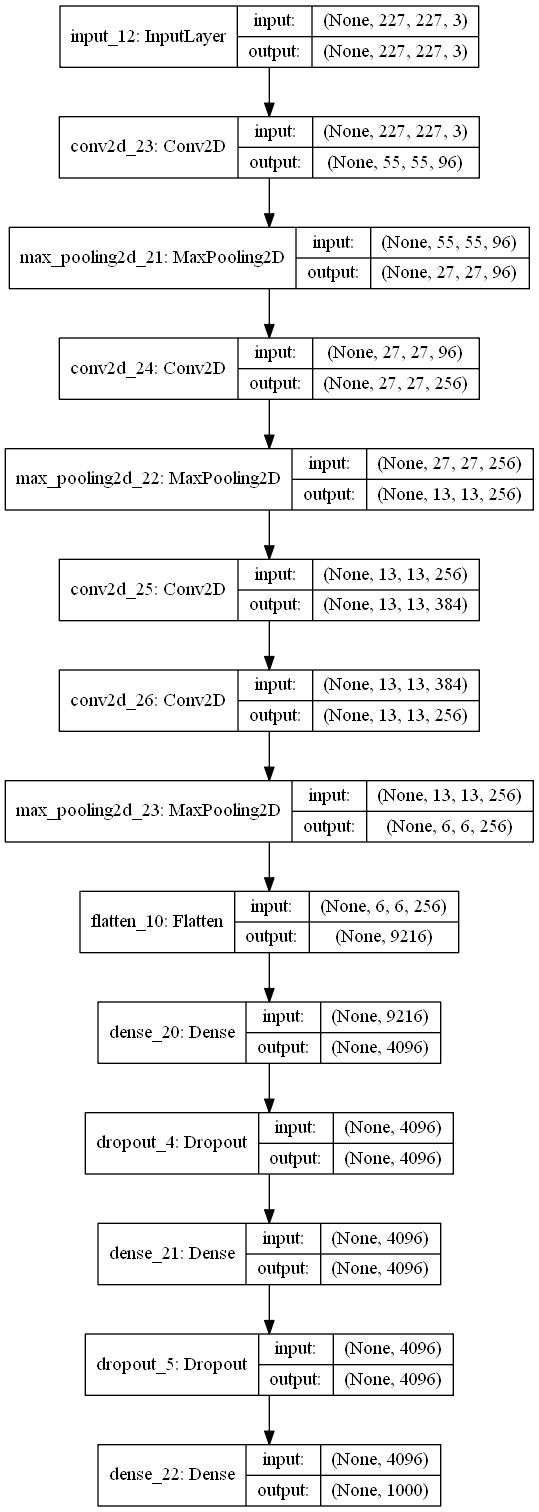 input_12: InputLayer
input: (None, 227, 227, 3)
output: (None, 227, 227, 3)
conv2d_23: Conv2D
input: (None, 227, 227, 3)
output: (None, 55, 55, 96)
max_pooling2d_21: MaxPooling2D
input: (None, 55, 55, 96)
output: (None, 27, 27, 96)
conv2d_24: Conv2D
input: (None, 27, 27, 96)
output: (None, 27, 27, 256)
max_pooling2d_22: MaxPooling2D
input: (None, 27, 27, 256)
output: (None, 13, 13, 256)
conv2d_25: Conv2D
input: (None, 13, 13, 256)
output: (None, 13, 13, 384)
conv2d_26: Conv2D
input: (None, 13, 13, 384)
output: (None, 13, 13, 256)
max_pooling2d_23: MaxPooling2D
input: (None, 13, 13, 256)
output: (None, 6, 6, 256)
flatten_10: Flatten
input: (None, 6, 6, 256)
output: (None, 9216)
dense_20: Dense
input: (None, 9216)
output: (None, 4096)
dropout_4: Dropout
input: (None, 4096)
output: (None, 4096)
dense_21: Dense
input: (None, 4096)
output: (None, 4096)
dropout_5: Dropout
input: (None, 4096)
output: (None, 4096)
dense_22: Dense
input: (None, 4096)
output: (None, 1000)